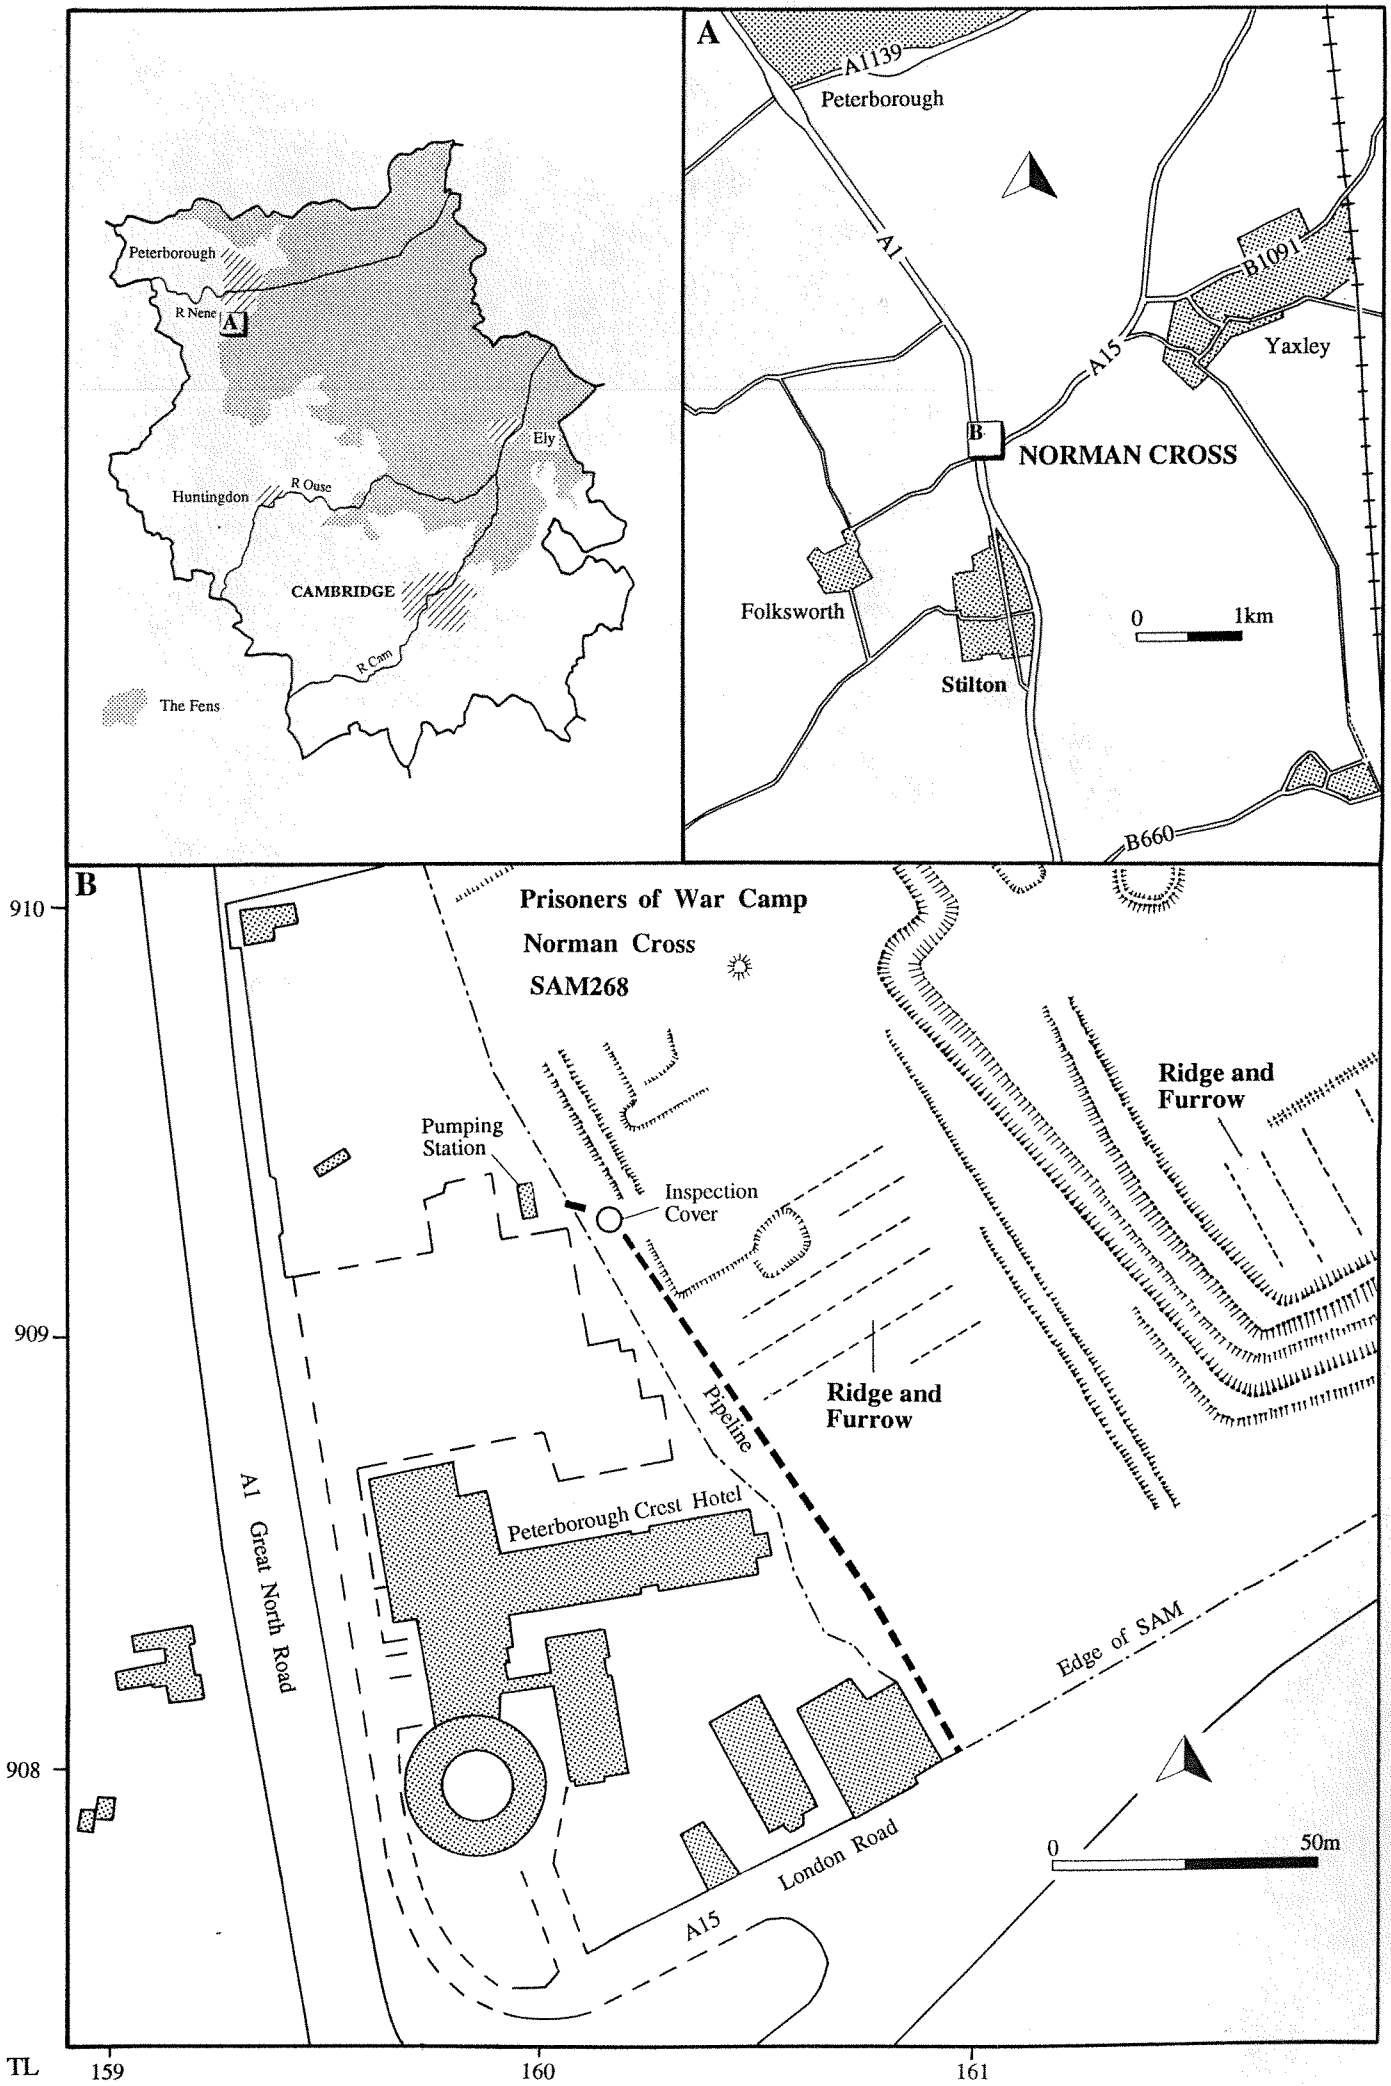 Peterborough
R Nene
A
Ely
Huntingdon
R Ouse
CAMBRIDGE
R Cam
The Fens
A
A1139
Peterborough
A1
B1091
A15
Yaxley
B
NORMAN CROSS
Folksworth
0 1km
Stilton
B660
B
910
Prisoners of War Camp
Norman Cross
SAM268
Ridge and
Furrow
Pumping
Station
Inspection
Cover
909
Pipeline
Ridge and
Furrow
A1 Great North Road
Peterborough Crest Hotel
Edge of SAM
908
London Road
0 50m
A15
TL 159 160 161